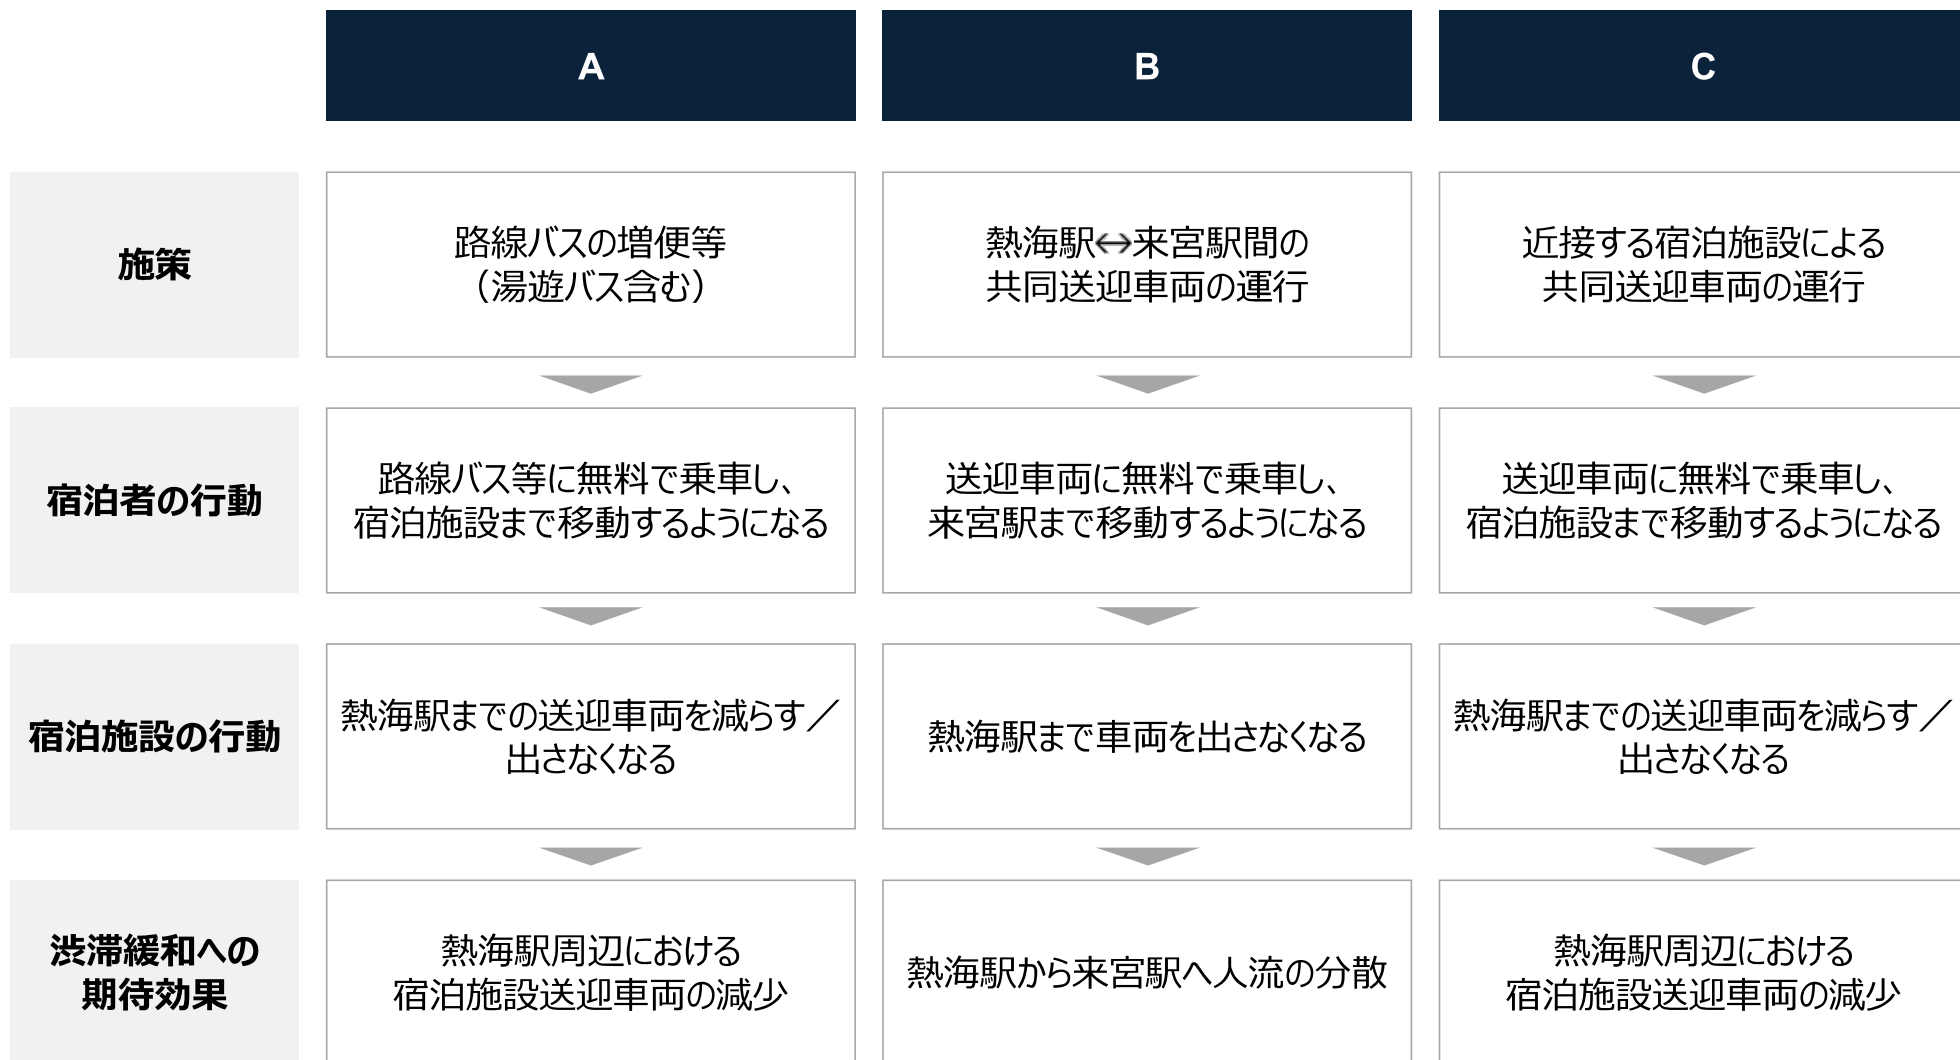 A
B
C
施策
路線バスの増便等
（湯遊バス含む）
熱海駅↔来宮駅間の
共同送迎車両の運行
近接する宿泊施設による
共同送迎車両の運行
宿泊者の行動
路線バス等に無料で乗車し、
宿泊施設まで移動するようになる
送迎車両に無料で乗車し、
来宮駅まで移動するようになる
送迎車両に無料で乗車し、
宿泊施設まで移動するようになる
宿泊施設の行動
熱海駅までの送迎車両を減らす／
出さなくなる
熱海駅まで車両を出さなくなる
熱海駅までの送迎車両を減らす／
出さなくなる
渋滞緩和への
期待効果
熱海駅周辺における
宿泊施設送迎車両の減少
熱海駅から来宮駅へ人流の分散
熱海駅周辺における
宿泊施設送迎車両の減少